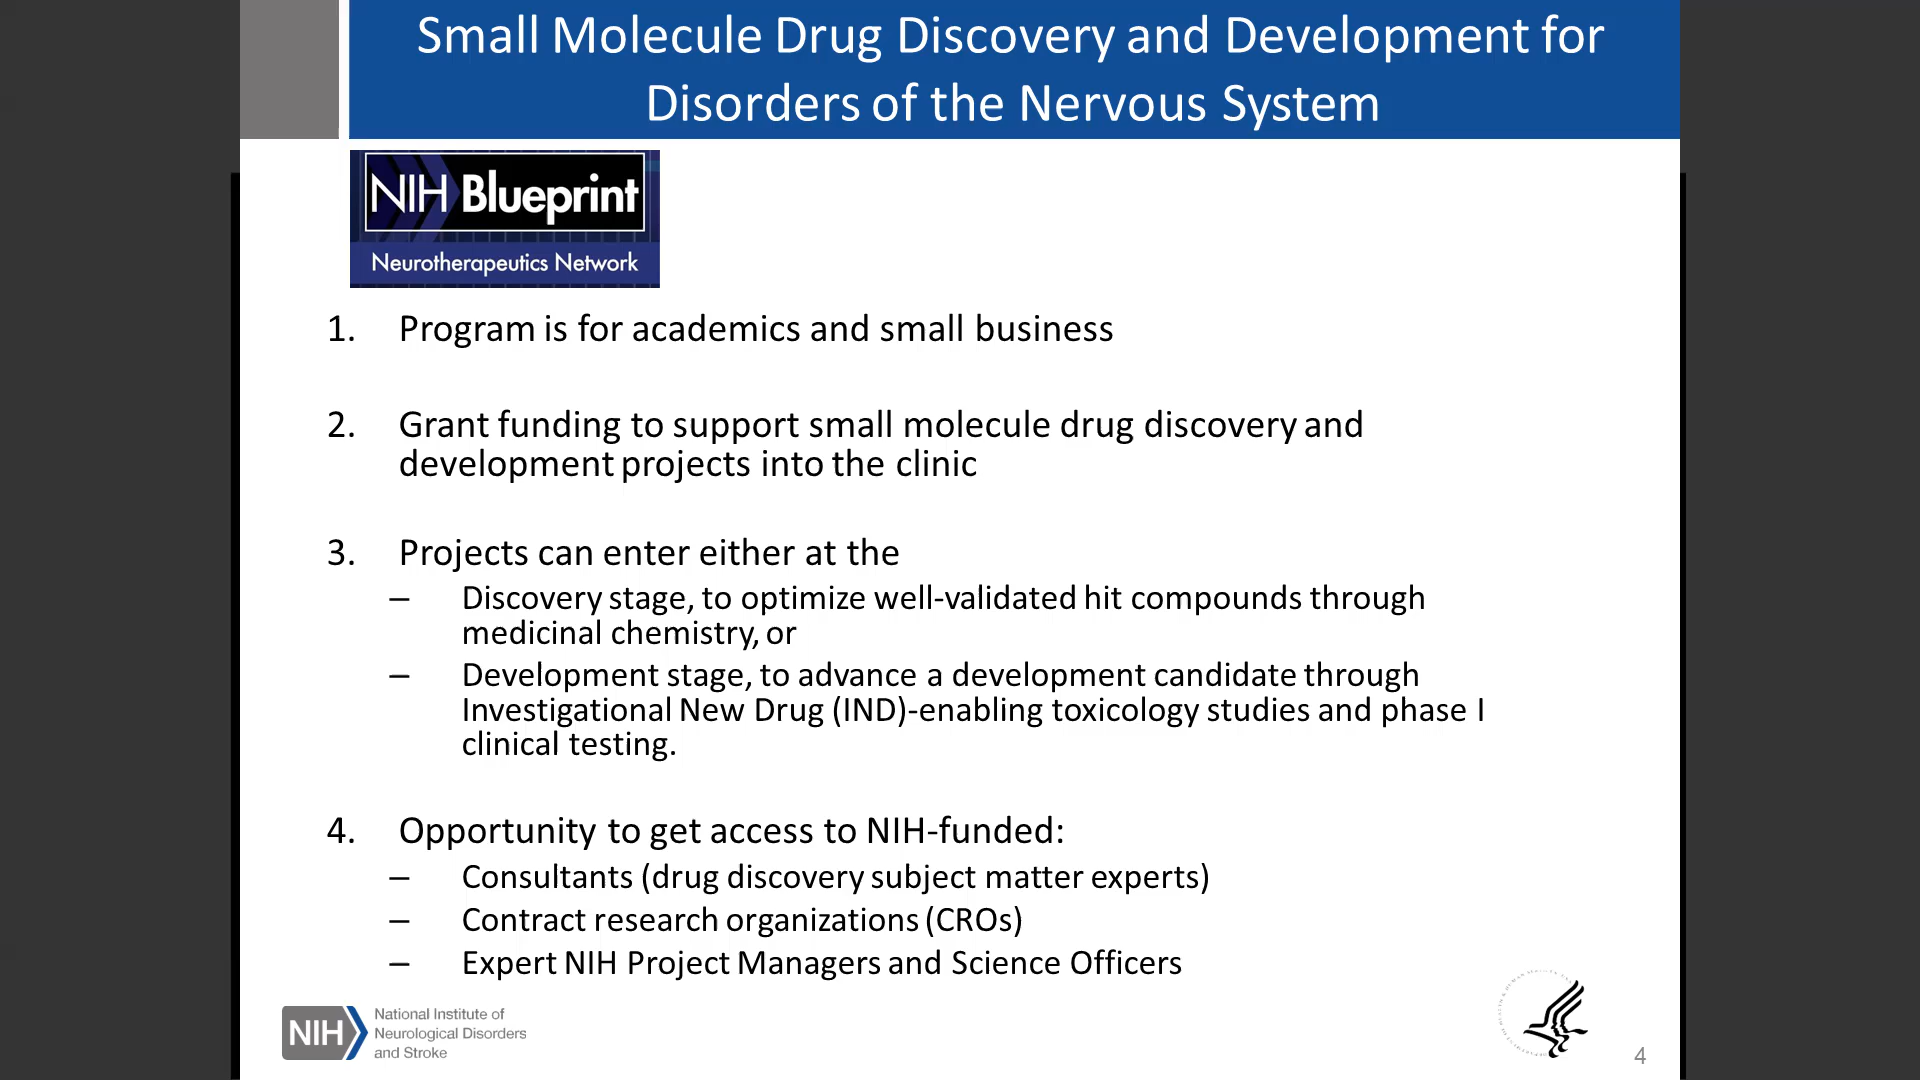 Small Molecule Drug Discovery and Development for
Disorders of the Nervous System
NIH Blueprint
Neurotherapeutics Network
1. Program is for academics and small business
2. Grant funding to support small molecule drug discovery and
development projects into the clinic
3. Projects can enter either at the
– Discovery stage, to optimize well-validated hit compounds through
medicinal chemistry, or
– Development stage, to advance a development candidate through
Investigational New Drug (IND)-enabling toxicology studies and phase I
clinical testing.
4. Opportunity to get access to NIH-funded:
– Consultants (drug discovery subject matter experts)
– Contract research organizations (CROs)
– Expert NIH Project Managers and Science Officers
NIH
National Institute of
Neurological Disorders
and Stroke
4